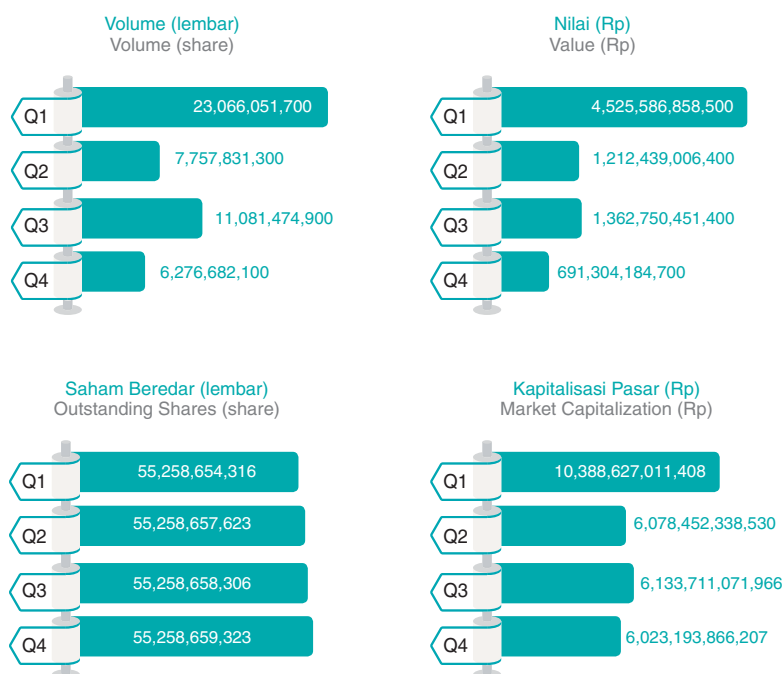 Volume (lembar)
Volume (share)
Q1 23,066,051,700
Q2 7,757,831,300
Q3 11,081,474,900
Q4 6,276,682,100
Nilai (Rp)
Value (Rp)
Q1 4,525,586,858,500
Q2 1,212,439,006,400
Q3 1,362,750,451,400
Q4 691,304,184,700
Saham Beredar (lembar)
Outstanding Shares (share)
Q1 55,258,654,316
Q2 55,258,657,623
Q3 55,258,658,306
Q4 55,258,659,323
Kapitalisasi Pasar (Rp)
Market Capitalization (Rp)
Q1 10,388,627,011,408
Q2 6,078,452,338,530
Q3 6,133,711,071,966
Q4 6,023,193,866,207